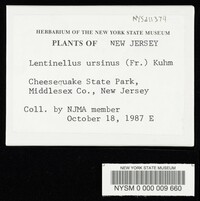 HERBARIUM OF THE NEW YORK STATE MUSEUM
PLANTS OF NEW JERSEY
Lentinellus ursinus (Fr.) Kuhm
Cheesequake State Park,
Middlesex Co., New Jersey
Coll. by NJMA member
October 18, 1987 E
NEW YORK STATE MUSEUM
NYSM 0 000 009 660